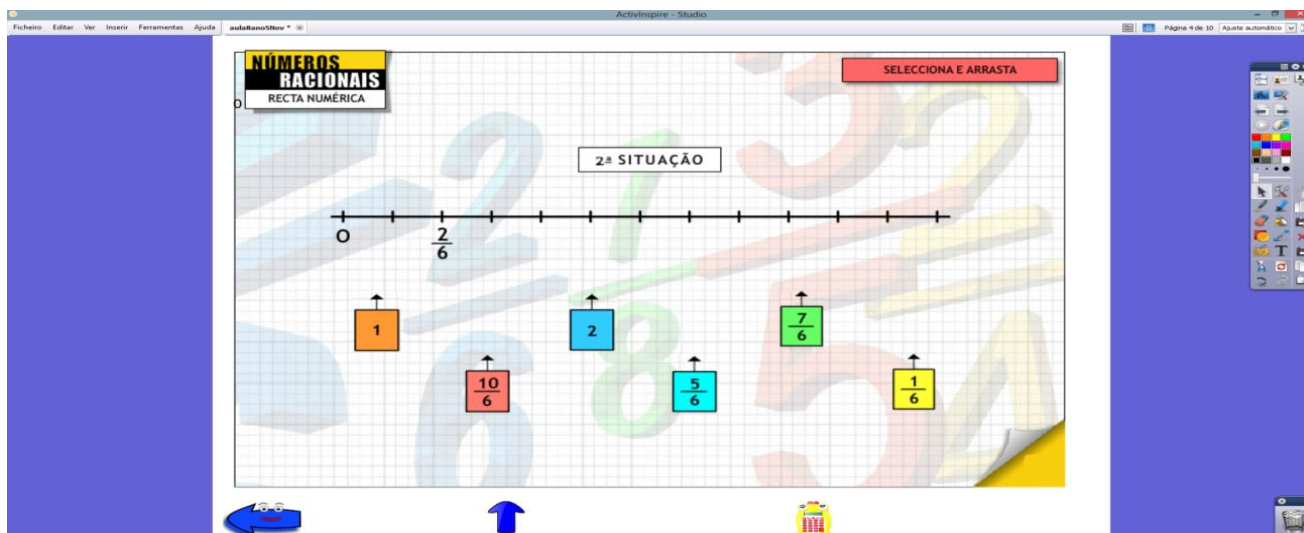 ActivInspire - Studio
Ficheiro Editar Ver Inserir Ferramentas Ajuda
aula8ano5Nov *
Página 4 de 10
Ajuste automático
NÚMEROS
RACIONAIS
RECTA NUMÉRICA
SELECCIONA E ARRASTA
2ª SITUAÇÃO
0
2/6
1
2
7/6
10/6
5/6
1/6